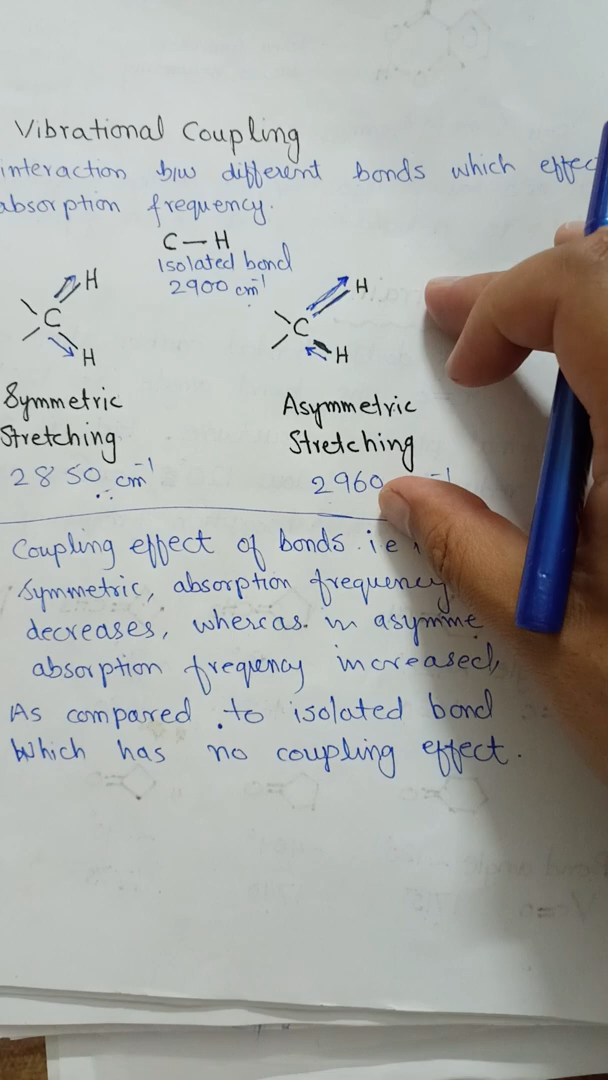 Vibrational Coupling
interaction b/w different bonds which effec
absorption frequency.
C — H
Isolated bond
2900 cm⁻¹
H
C
H
H
C
H
Symmetric
Stretching
2850 cm⁻¹
Asymmetric
Stretching
2960 ⁻¹
Coupling effect of bonds i.e
Symmetric, absorption frequency
decreases, whereas in asymme
absorption frequency increased,
As compared to isolated bond
Which has no coupling effect.